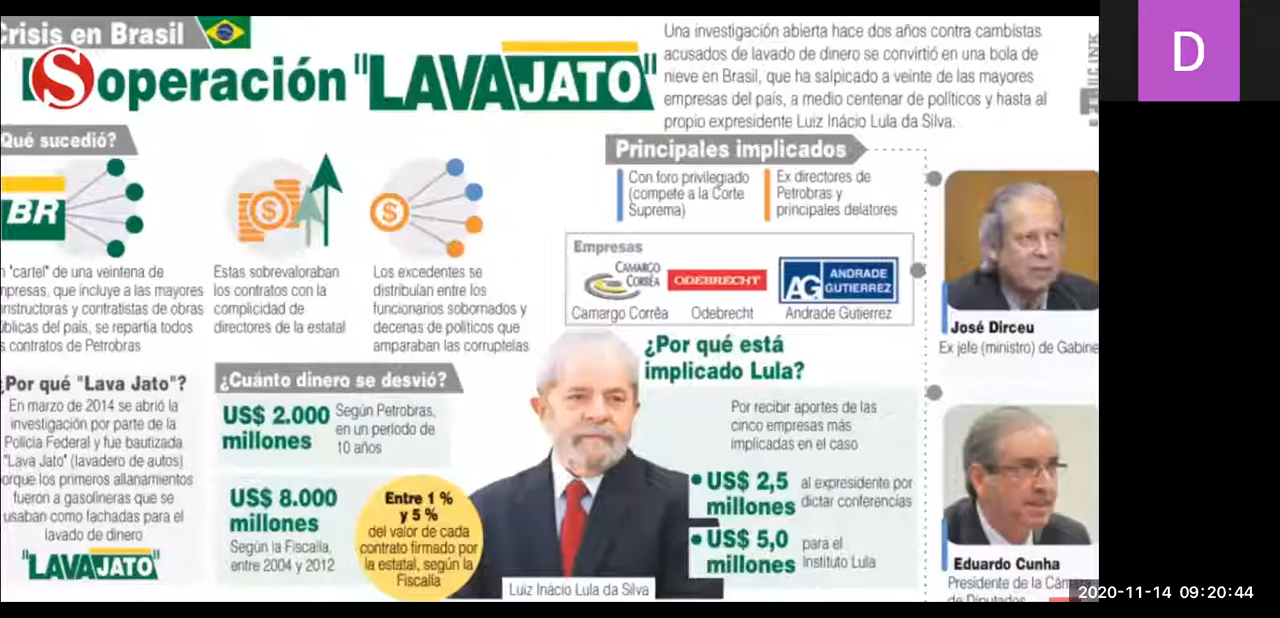 Crisis en Brasil
S operación "LAVA JATO"
Una investigación abierta hace dos años contra cambistas
acusados de lavado de dinero se convirtió en una bola de
nieve en Brasil, que ha salpicado a veinte de las mayores
empresas del país, a medio centenar de políticos y hasta al
propio expresidente Luiz Inácio Lula da Silva.
D
Qué sucedió?
BR
"cartel" de una veintena de
presas, que incluye a las mayores
nstructoras y contratistas de obras
blicas del país, se repartía todos
s contratos de Petrobras
Estas sobrevaloraban
los contratos con la
complicidad de
directores de la estatal
Los excedentes se
distribuían entre los
funcionarios sobornados y
decenas de políticos que
amparaban las corruptelas
Principales implicados
Con foro privilegiado
(compete a la Corte
Suprema)
Ex directores de
Petrobras y
principales delatores
Empresas
CAMARGO
CORRÊA
ODEBRECHT
AG ANDRADE
GUTIERREZ
Camargo Corrêa Odebrecht Andrade Gutierrez
José Dirceu
Ex jefe (ministro) de Gabine
¿Por qué "Lava Jato"?
En marzo de 2014 se abrió la
investigación por parte de la
Policía Federal y fue bautizada
"Lava Jato" (lavadero de autos)
porque los primeros allanamientos
fueron a gasolineras que se
usaban como fachadas para el
lavado de dinero
"LAVA JATO"
¿Cuánto dinero se desvió?
US$ 2.000
millones
Según Petrobras,
en un período de
10 años
US$ 8.000
millones
Según la Fiscalía,
entre 2004 y 2012
Entre 1 %
y 5 %
del valor de cada
contrato firmado por
la estatal, según la
Fiscalía
Luiz Inácio Lula da Silva
¿Por qué está
implicado Lula?
Por recibir aportes de las
cinco empresas más
implicadas en el caso
• US$ 2,5
millones
al expresidente por
dictar conferencias
• US$ 5,0
millones
para el
Instituto Lula
Eduardo Cunha
Presidente de la Cámara
de Diputados
2020-11-14 09:20:44